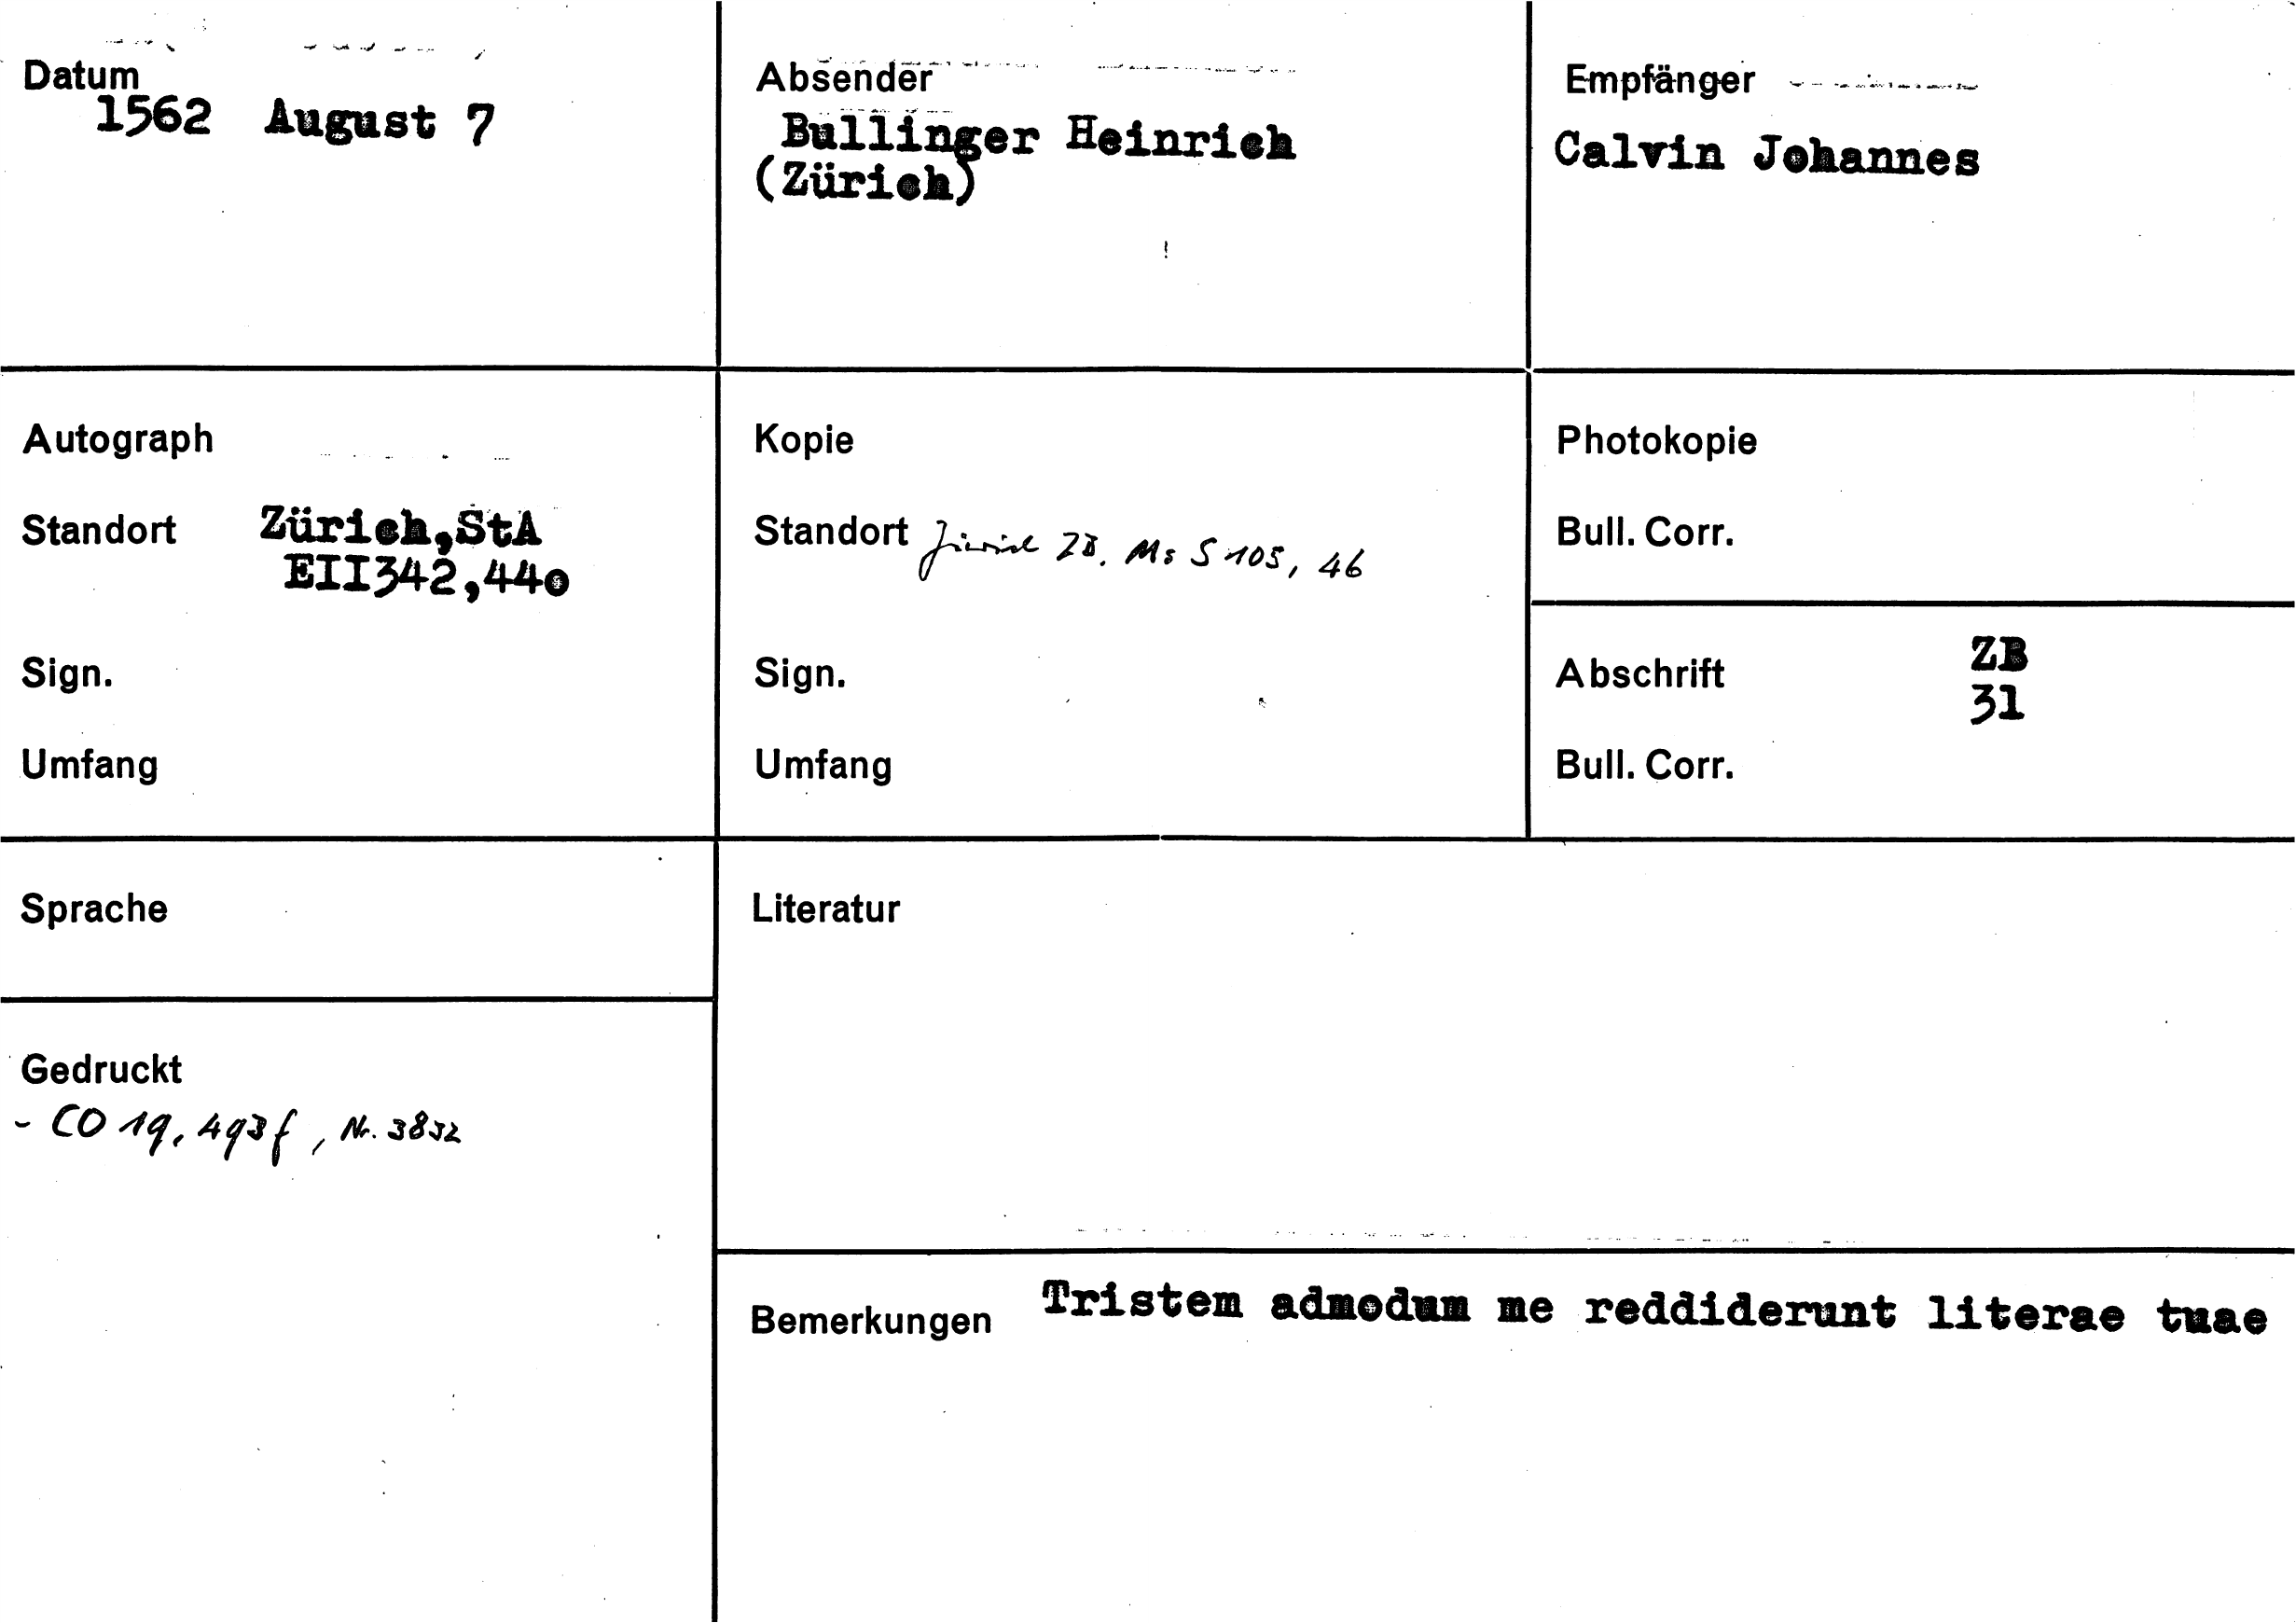 Datum
1562 August 7
Absender
Bullinger Heinrich
(Zürich)
Empfänger
Calvin Johannes
Autograph
Standort Zürich,StA
EII342,44o
Sign.
Umfang
Kopie
Standort Zürich ZB. Ms S 105, 46
Sign.
Umfang
Photokopie
Bull. Corr.
Abschrift ZB
31
Bull. Corr.
Sprache
Literatur
Gedruckt
- CO 19, 493f, Nr. 3832
Bemerkungen Tristem admodum me reddiderunt literae tuae